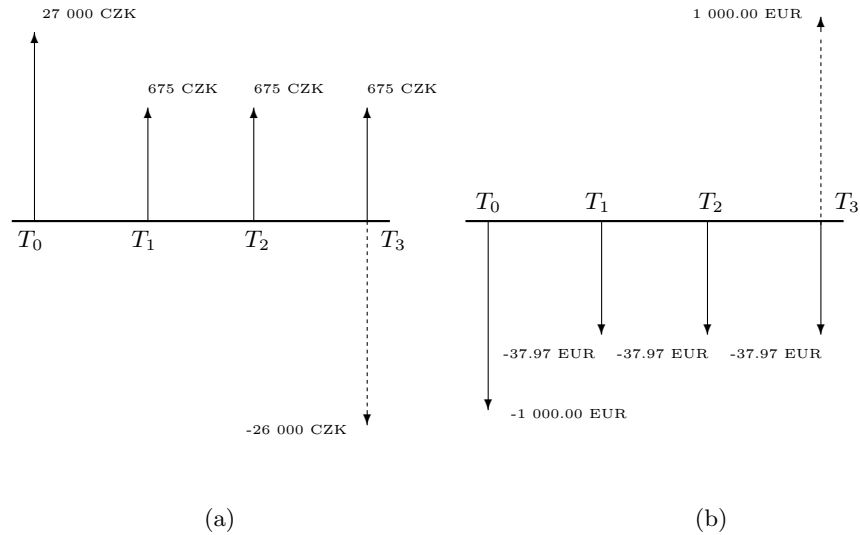 27 000 CZK
675 CZK 675 CZK 675 CZK
T0 T1 T2 T3
-26 000 CZK
(a)
1 000.00 EUR
T0 T1 T2 T3
-37.97 EUR -37.97 EUR -37.97 EUR
-1 000.00 EUR
(b)